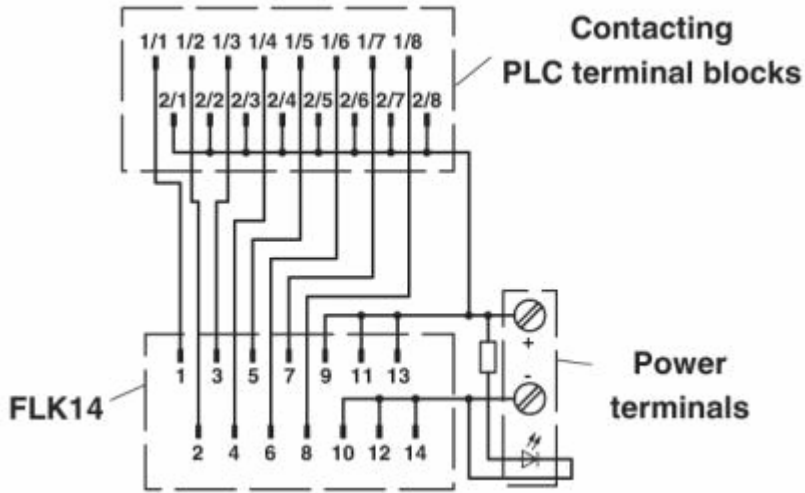 1/1 1/2 1/3 1/4 1/5 1/6 1/7 1/8
Contacting
PLC terminal blocks
2/1 2/2 2/3 2/4 2/5 2/6 2/7 2/8
+
1 3 5 7 9 11 13
-
Power
terminals
FLK14
2 4 6 8 10 12 14